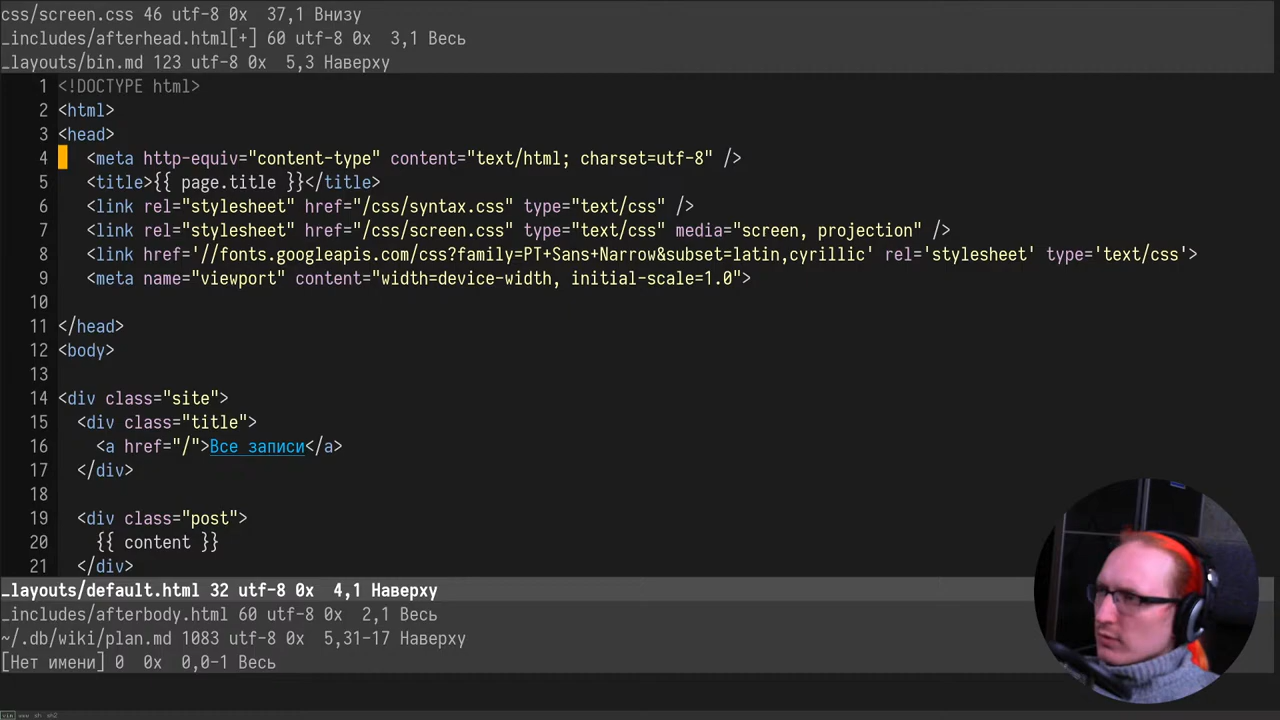 css/screen.css 46 utf-8 0x  37,1 Внизу
_includes/afterhead.html[+] 60 utf-8 0x  3,1 Весь
_layouts/bin.md 123 utf-8 0x  5,3 Наверху
1 <!DOCTYPE html>
2 <html>
3 <head>
4    <meta http-equiv="content-type" content="text/html; charset=utf-8" />
5    <title>{{ page.title }}</title>
6    <link rel="stylesheet" href="/css/syntax.css" type="text/css" />
7    <link rel="stylesheet" href="/css/screen.css" type="text/css" media="screen, projection" />
8    <link href='//fonts.googleapis.com/css?family=PT+Sans+Narrow&subset=latin,cyrillic' rel='stylesheet' type='text/css'>
9    <meta name="viewport" content="width=device-width, initial-scale=1.0">
10
11 </head>
12 <body>
13
14 <div class="site">
15   <div class="title">
16     <a href="/">Все записи</a>
17   </div>
18
19   <div class="post">
20     {{ content }}
21   </div>
_layouts/default.html 32 utf-8 0x  4,1 Наверху
_includes/afterbody.html 60 utf-8 0x  2,1 Весь
~/.db/wiki/plan.md 1083 utf-8 0x  5,31-17 Наверху
[Нет имени] 0  0x  0,0-1 Весь